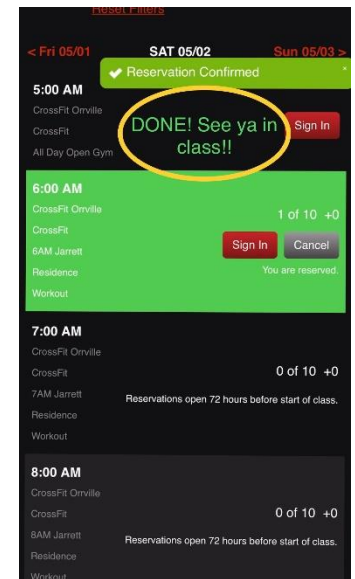 Reset Filters
< Fri 05/01 SAT 05/02 Sun 05/03 >
Reservation Confirmed
5:00 AM
CrossFit Orrville
CrossFit
All Day Open Gym
DONE! See ya in
class!!
Sign In
6:00 AM
CrossFit Orrville
CrossFit
6AM Jarrett
Residence
Workout
1 of 10 +0
Sign In Cancel
You are reserved.
7:00 AM
CrossFit Orrville
CrossFit
7AM Jarrett
Residence
Workout
0 of 10 +0
Reservations open 72 hours before start of class.
8:00 AM
CrossFit Orrville
CrossFit
8AM Jarrett
Residence
Workout
0 of 10 +0
Reservations open 72 hours before start of class.